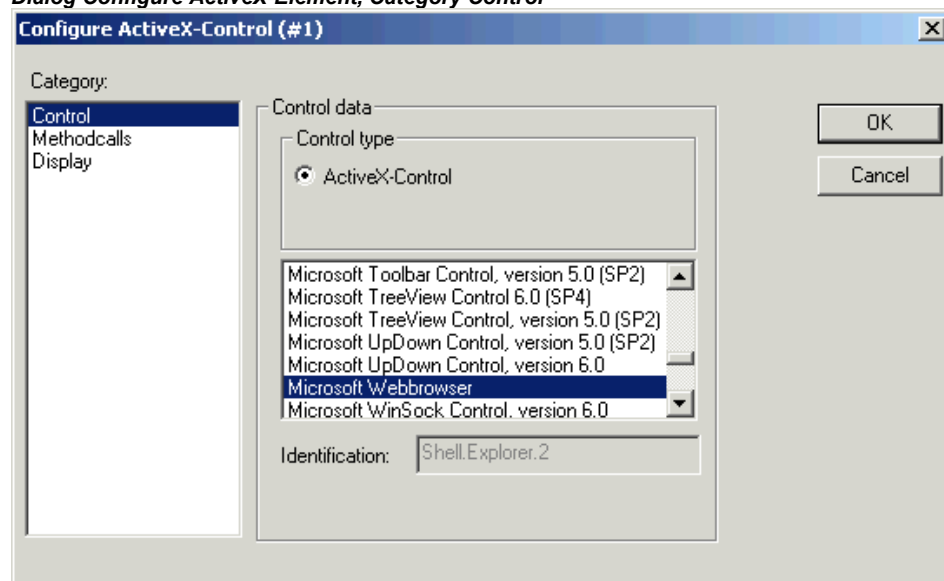 Dialog Configure ActiveX-Element, Category Control
Configure ActiveX-Control (#1)
Category:
Control
Methodcalls
Display
Control data
Control type
ActiveX-Control
Microsoft Toolbar Control, version 5.0 (SP2)
Microsoft TreeView Control 6.0 (SP4)
Microsoft TreeView Control, version 5.0 (SP2)
Microsoft UpDown Control, version 5.0 (SP2)
Microsoft UpDown Control, version 6.0
Microsoft Webbrowser
Microsoft WinSock Control, version 6.0
Identification:
Shell.Explorer.2
OK
Cancel